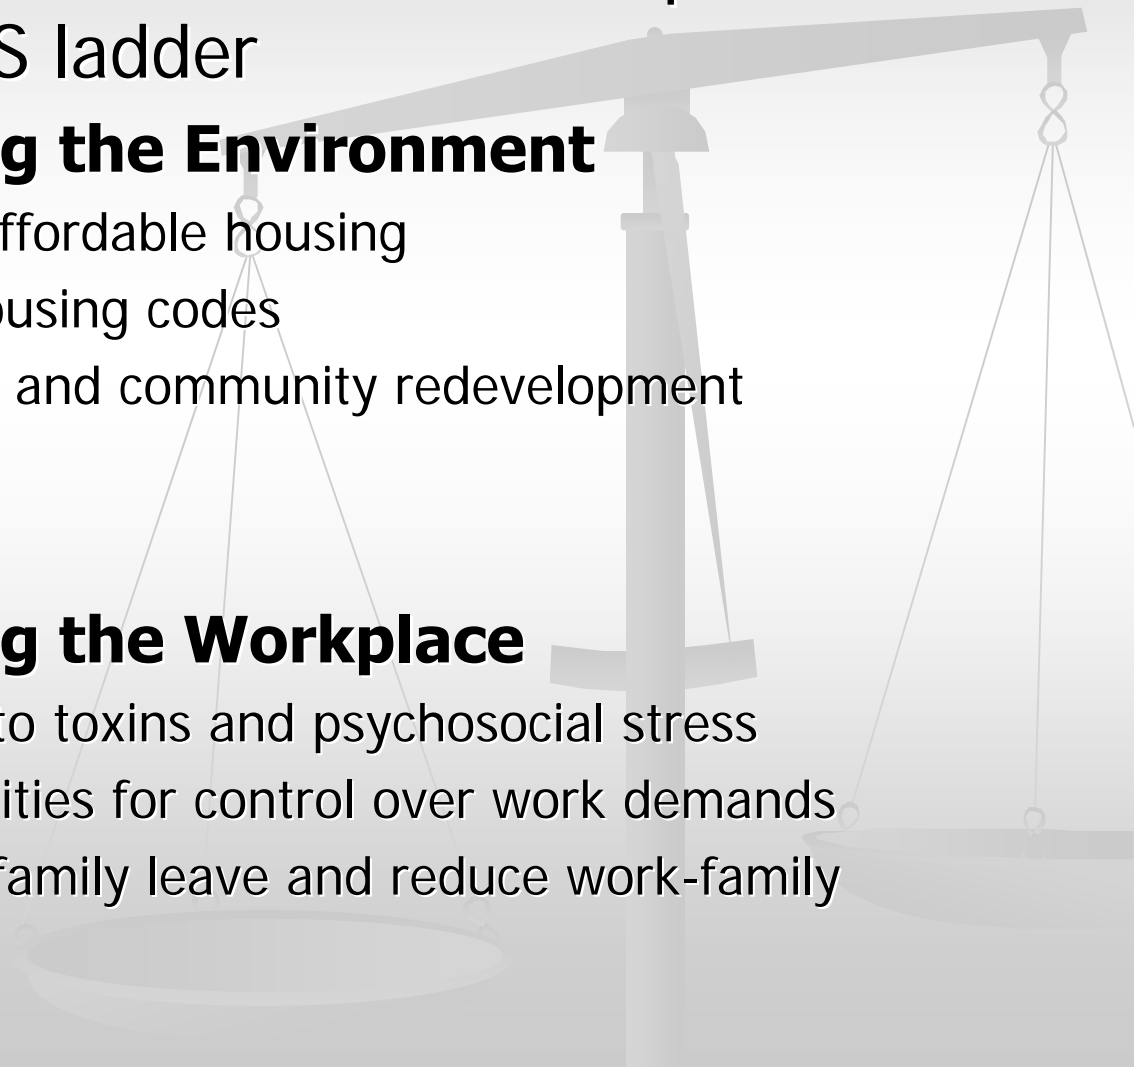 S ladder
g the Environment
ffordable housing
ousing codes
and community redevelopment
g the Workplace
to toxins and psychosocial stress
ities for control over work demands
family leave and reduce work-family